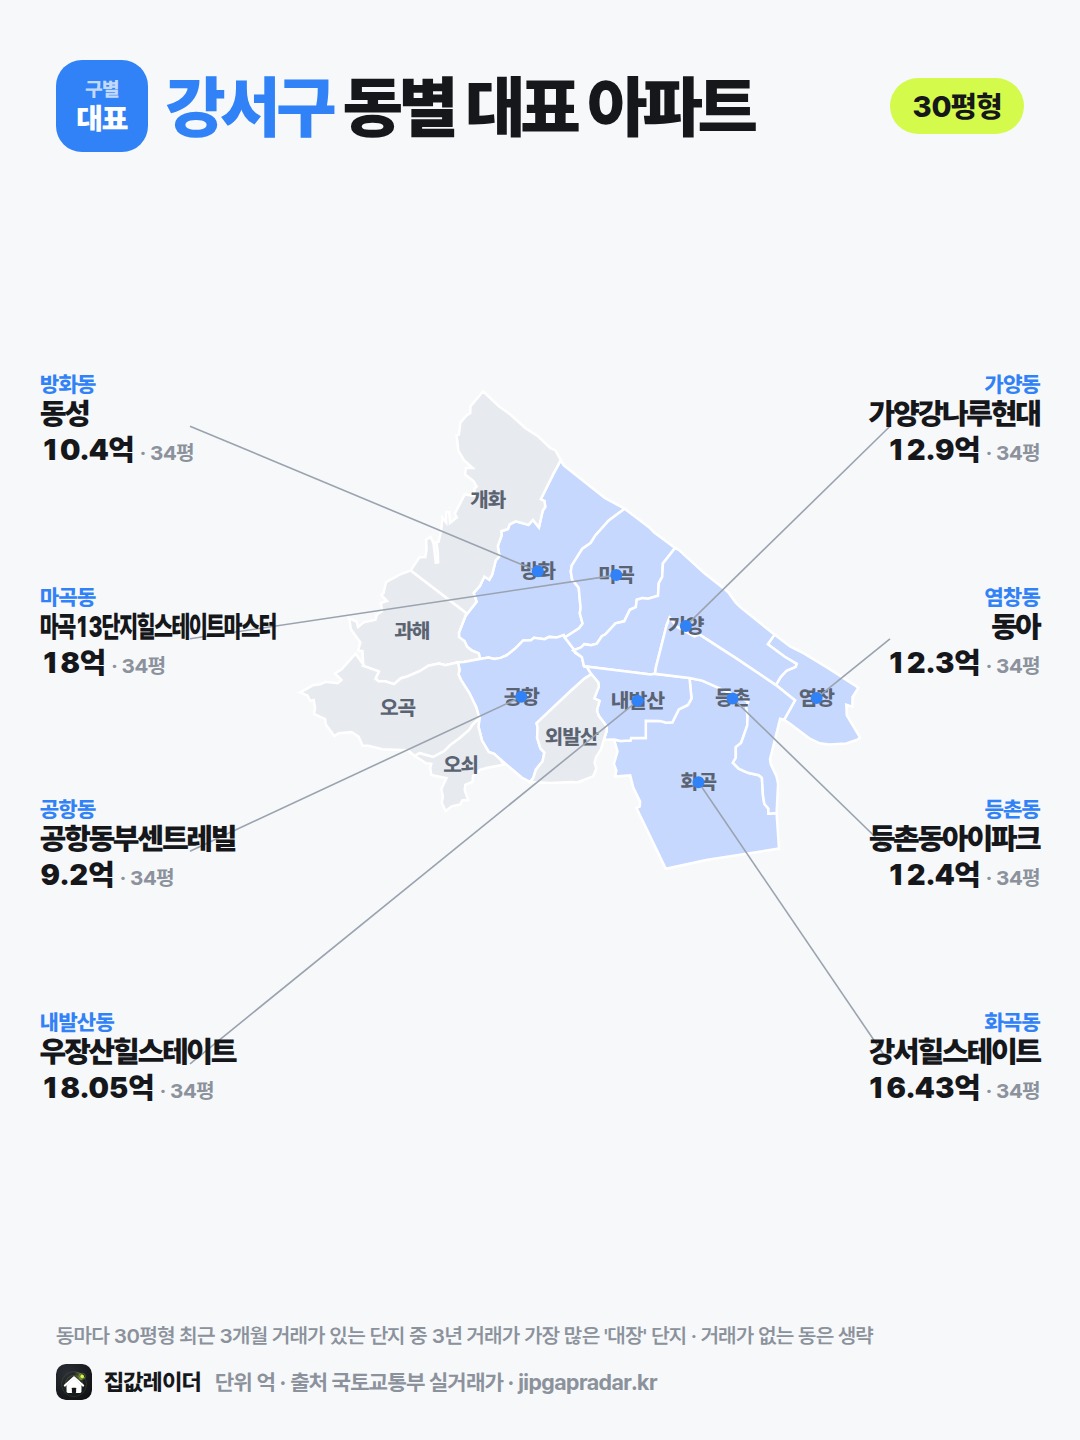 구별
대표
강서구 동별 대표 아파트
30평형
방화동
동성
10.4억 · 34평
마곡동
마곡13단지힐스테이트마스터
18억 · 34평
공항동
공항동부센트레빌
9.2억 · 34평
내발산동
우장산힐스테이트
18.05억 · 34평
개화
방화
마곡
과해
가양
오곡
공항
내발산
등촌
염창
외발산
오쇠
화곡
가양동
가양강나루현대
12.9억 · 34평
염창동
동아
12.3억 · 34평
등촌동
등촌동아이파크
12.4억 · 34평
화곡동
강서힐스테이트
16.43억 · 34평
동마다 30평형 최근 3개월 거래가 있는 단지 중 3년 거래가 가장 많은 '대장' 단지 · 거래가 없는 동은 생략
집값레이더 단위 억 · 출처 국토교통부 실거래가 · jipgapradar.kr